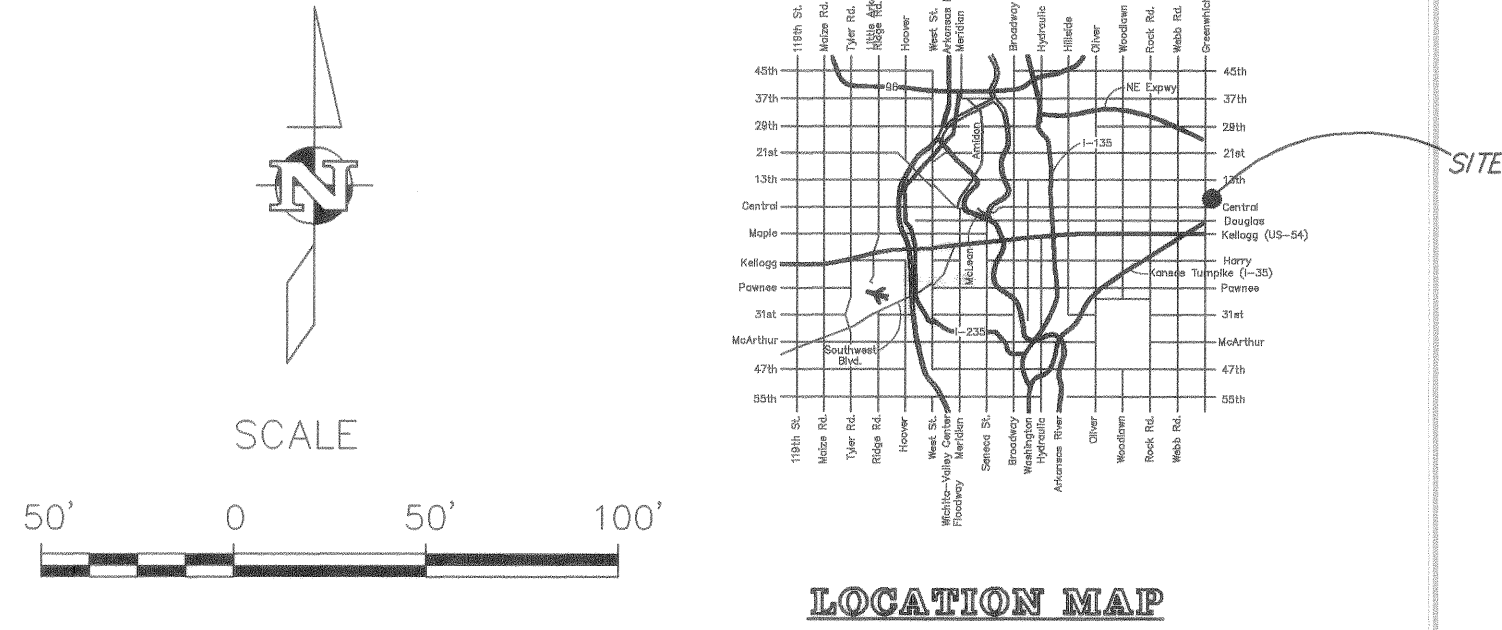 N
SCALE
50' 0 50' 100'
119th St.
Maize Rd.
Tyler Rd.
Ridge Rd.
Hoover
West St.
Meridian
Broadway
Hydraulic
Hillside
Oliver
Woodlawn
Rock Rd.
Webb Rd.
Greenwich
45th
37th
29th
21st
13th
Central
Maple
Kellogg
Pawnee
31st
McArthur
47th
55th
96
NE Expwy
Amidon
I-135
McLean
I-235
Southwest
Blvd.
Kansas Turnpike (I-35)
45th
37th
29th
21st
13th
Central
Douglas
Kellogg (US-54)
Harry
Pawnee
31st
McArthur
47th
55th
SITE
119th St.
Maize Rd.
Tyler Rd.
Ridge Rd.
Hoover
West St.
Wichita-Valley Center
Floodway
Meridian
Seneca St.
Broadway
Washington
Hydraulic
Arkansas River
Oliver
Woodlawn
Rock Rd.
Webb Rd.
LOCATION MAP